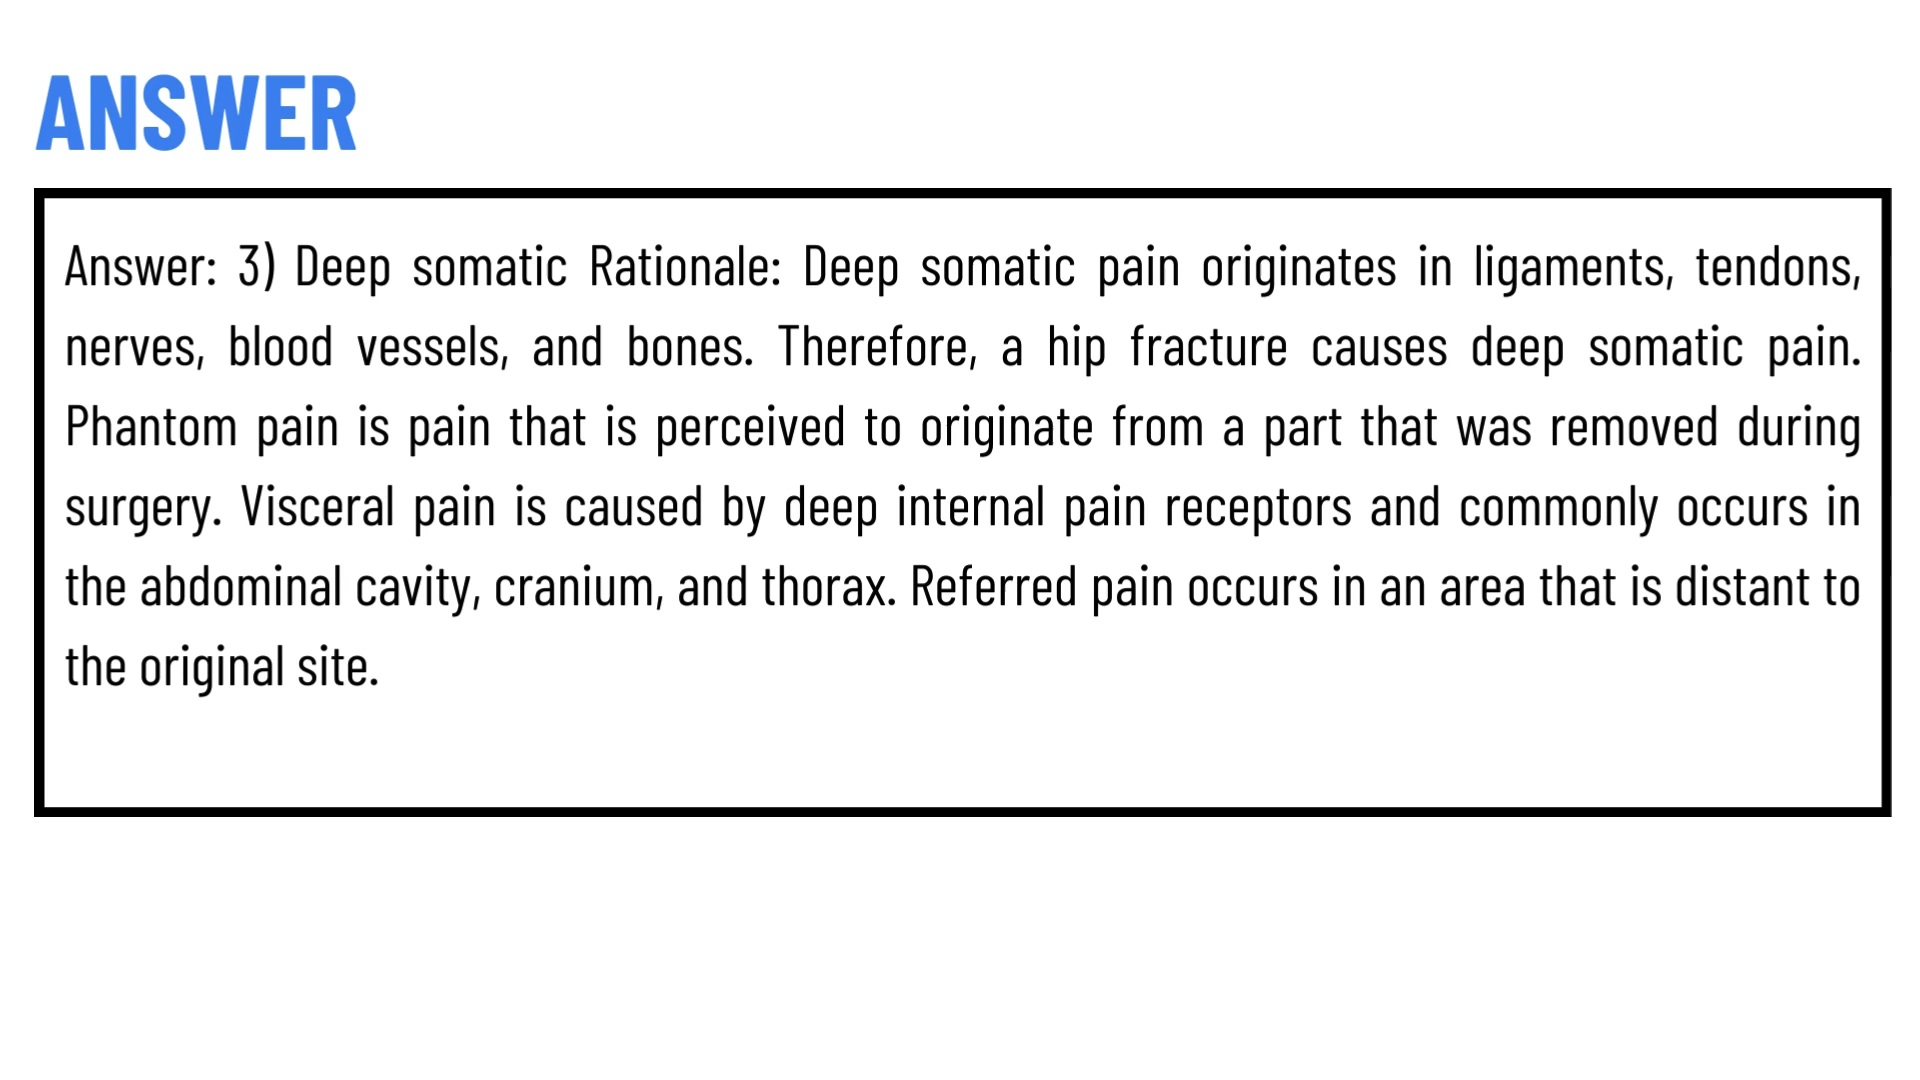 ANSWER
Answer: 3) Deep somatic Rationale: Deep somatic pain originates in ligaments, tendons,
nerves, blood vessels, and bones. Therefore, a hip fracture causes deep somatic pain.
Phantom pain is pain that is perceived to originate from a part that was removed during
surgery. Visceral pain is caused by deep internal pain receptors and commonly occurs in
the abdominal cavity, cranium, and thorax. Referred pain occurs in an area that is distant to
the original site.